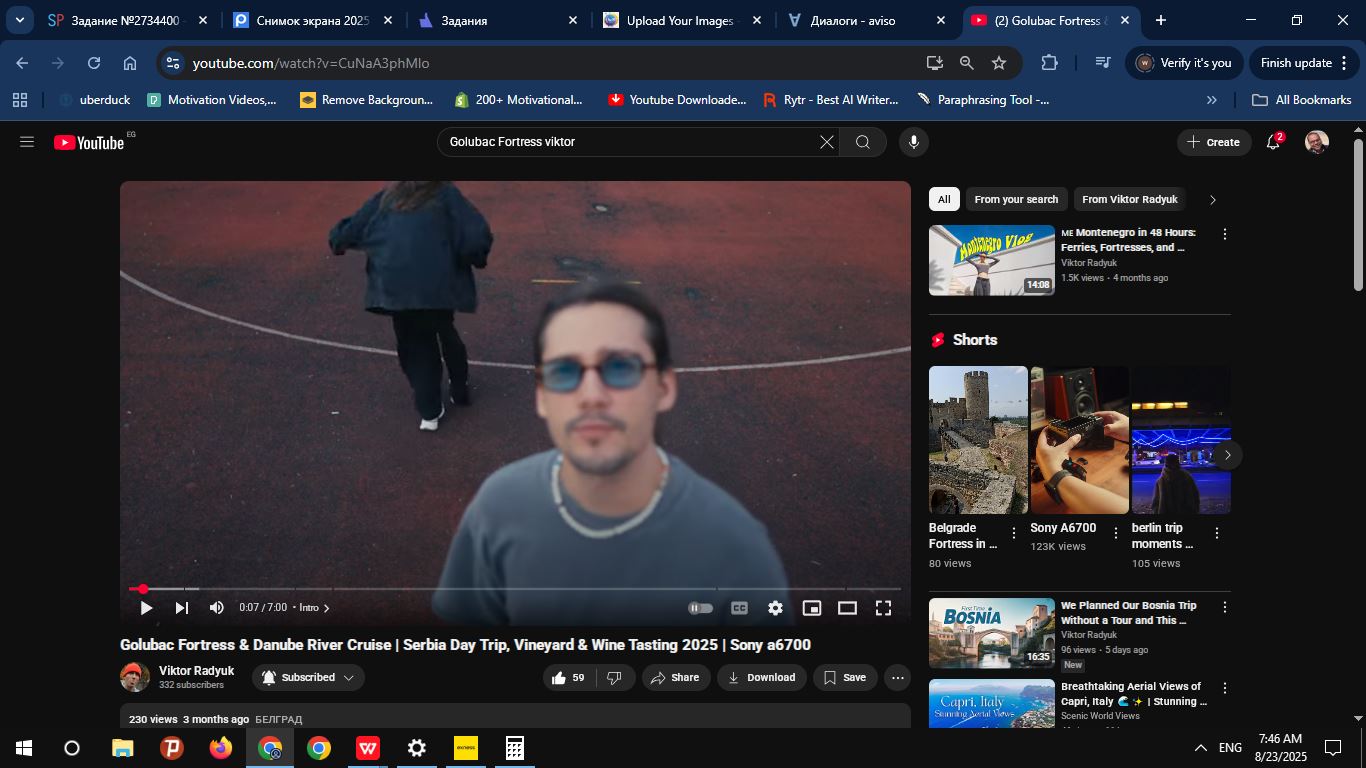 Задание №2734400 -
Снимок экрана 2025
Задания
Upload Your Images -
Диалоги - aviso
(2) Golubac Fortress &
youtube.com/watch?v=CuNaA3phMlo
Verify it's you
Finish update
uberduck
Motivation Videos,...
Remove Backgroun...
200+ Motivational...
Youtube Downloade...
Rytr - Best AI Writer...
Paraphrasing Tool -...
All Bookmarks
YouTube EG
Golubac Fortress viktor
Create
2
All
From your search
From Viktor Radyuk
Montenegro Vlog
14:08
ME Montenegro in 48 Hours:
Ferries, Fortresses, and ...
Viktor Radyuk
1.5K views • 4 months ago
Shorts
Belgrade
Fortress in ...
80 views
Sony A6700
123K views
berlin trip
moments ...
105 views
0:07 / 7:00 • Intro
CC
Golubac Fortress & Danube River Cruise | Serbia Day Trip, Vineyard & Wine Tasting 2025 | Sony a6700
Viktor Radyuk
332 subscribers
Subscribed
59
Share
Download
Save
230 views 3 months ago БЕЛГРАД
First Time
BOSNIA
16:35
We Planned Our Bosnia Trip
Without a Tour and This ...
Viktor Radyuk
96 views • 5 days ago
New
Capri, Italy
Stunning Aerial Views
Breathtaking Aerial Views of
Capri, Italy 🌊 ✨ | Stunning ...
Scenic World Views
exness
ENG
7:46 AM
8/23/2025